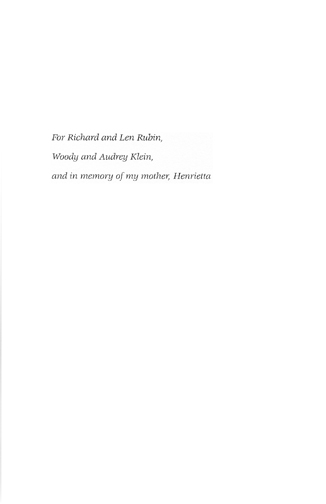 For Richard and Len Rubin,
Woody and Audrey Klein,
and in memory of my mother, Henrietta